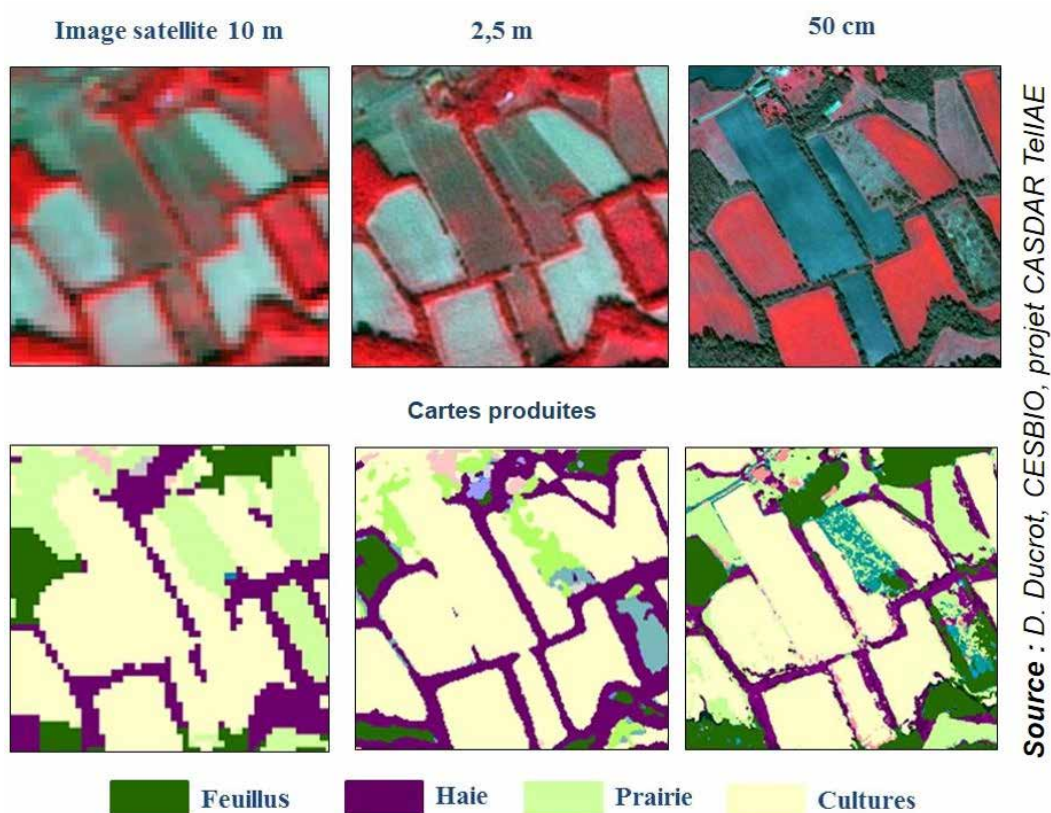 Image satellite 10 m
2,5 m
50 cm
Cartes produites
Feuillus
Haie
Prairie
Cultures
Source : D. Ducrot, CESBIO, projet CASDAR TellAE